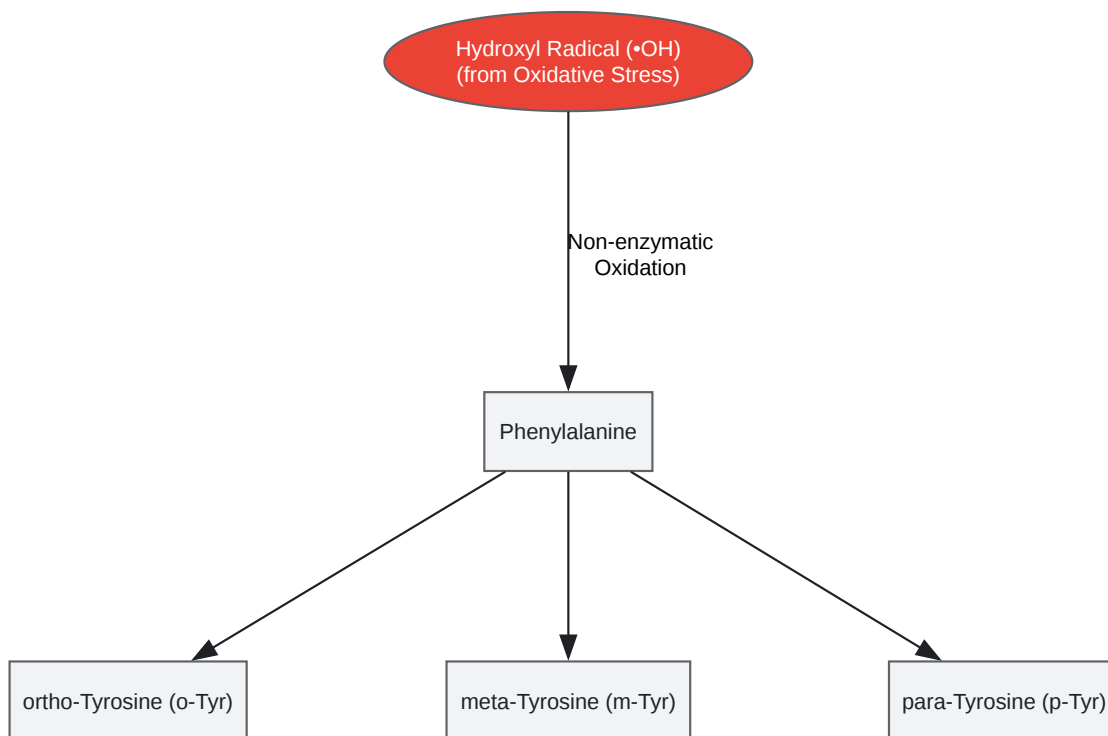 Hydroxyl Radical (•OH)
(from Oxidative Stress)
Non-enzymatic
Oxidation
Phenylalanine
ortho-Tyrosine (o-Tyr)
meta-Tyrosine (m-Tyr)
para-Tyrosine (p-Tyr)